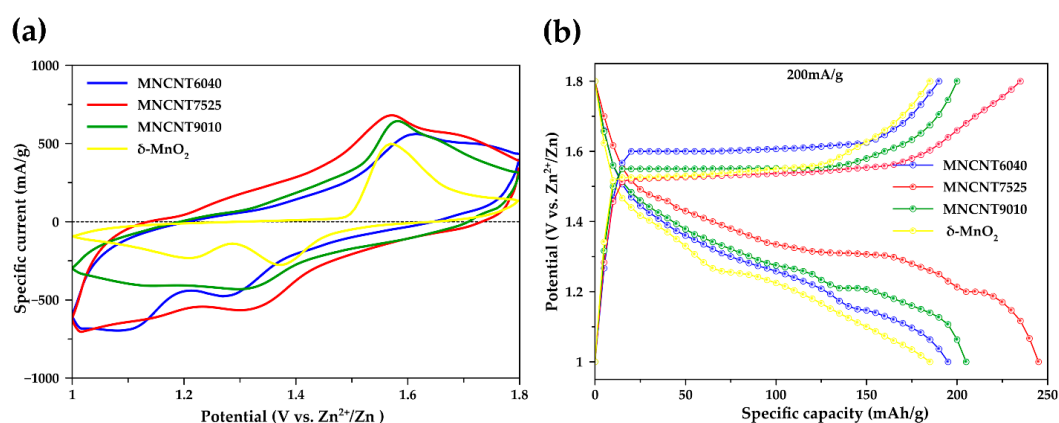 (a)
1000
500
0
−500
−1000
Specific current (mA/g)
MNCNT6040
MNCNT7525
MNCNT9010
δ-MnO₂
1 1.2 1.4 1.6 1.8
Potential (V vs. Zn²⁺/Zn)
(b)
200mA/g
1.8
1.6
1.4
1.2
1
Potential (V vs. Zn²⁺/Zn)
MNCNT6040
MNCNT7525
MNCNT9010
δ-MnO₂
0 50 100 150 200 250
Specific capacity (mAh/g)